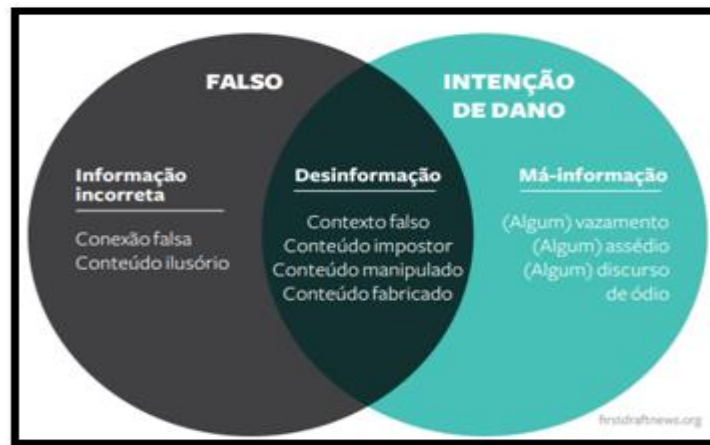 FALSO
INTENÇÃO
DE DANO
Informação
incorreta
Conexão falsa
Conteúdo ilusório
Desinformação
Contexto falso
Conteúdo impostor
Conteúdo manipulado
Conteúdo fabricado
Má-informação
(Algum) vazamento
(Algum) assédio
(Algum) discurso
de ódio
firstdraftnews.org